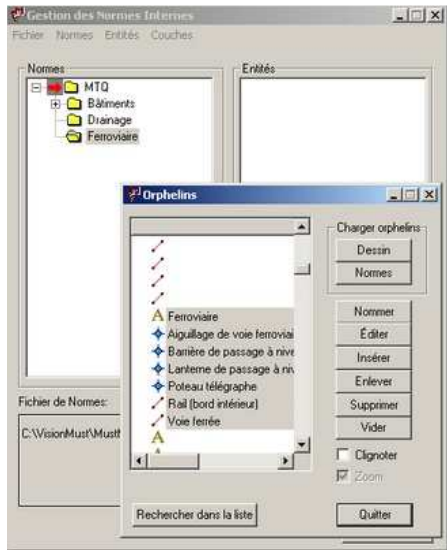 Gestion des Normes Internes
Fichier Normes Entités Couches
Normes
Entités
MTQ
Bâtiments
Drainage
Ferroviaire
Orphelins
Charger orphelins
Dessin
Normes
A Ferroviaire
Aiguillage de voie ferroviai
Barrière de passage à nive
Lanterne de passage à niv
Poteau télégraphe
Rail (bord intérieur)
Voie ferrée
A
Nommer
Éditer
Insérer
Enlever
Supprimer
Vider
Clignoter
Zoom
Fichier de Normes:
C:\VisionMust\Must
Rechercher dans la liste
Quitter